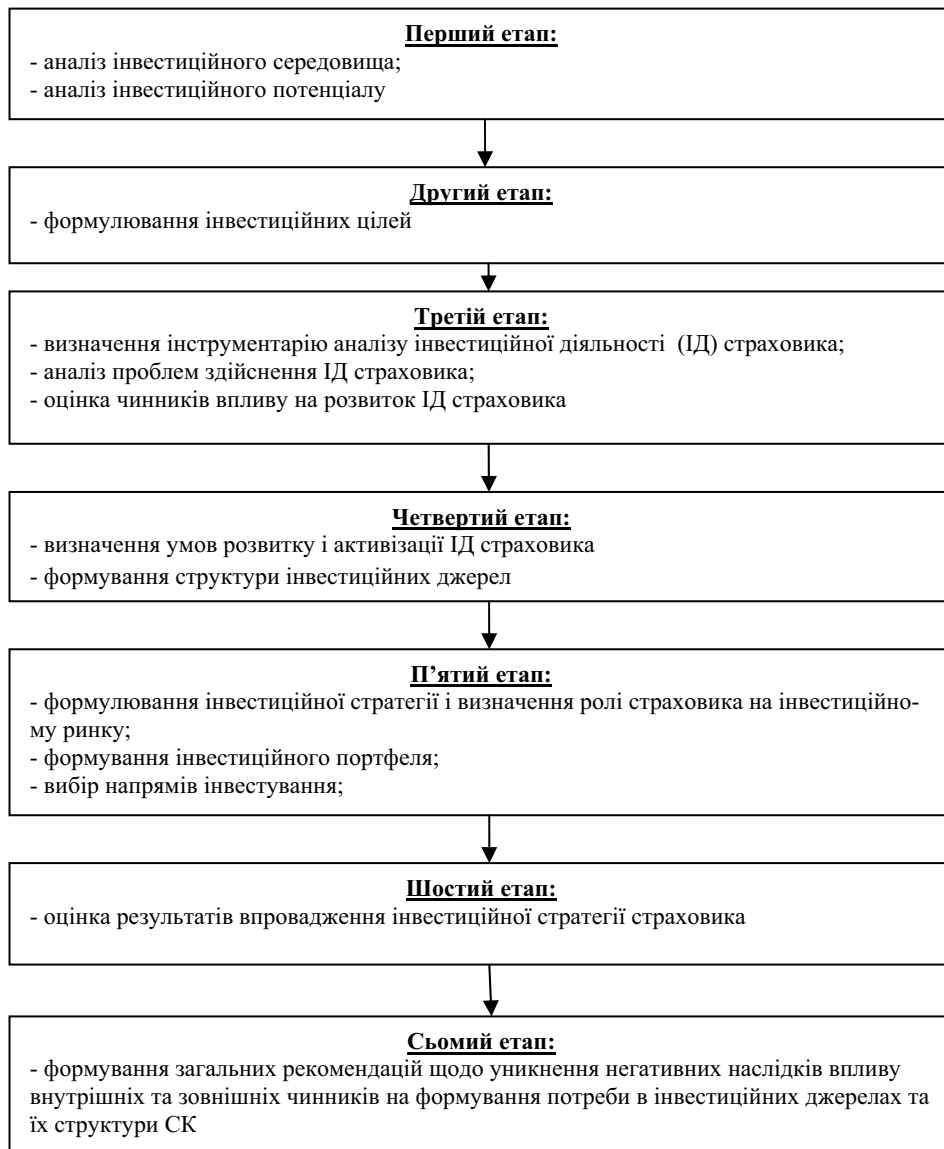 Перший етап:
- аналіз інвестиційного середовища;
- аналіз інвестиційного потенціалу
Другий етап:
- формулювання інвестиційних цілей
Третій етап:
- визначення інструментарію аналізу інвестиційної діяльності (ІД) страховика;
- аналіз проблем здійснення ІД страховика;
- оцінка чинників впливу на розвиток ІД страховика
Четвертий етап:
- визначення умов розвитку і активізації ІД страховика
- формування структури інвестиційних джерел
П’ятий етап:
- формулювання інвестиційної стратегії і визначення ролі страховика на інвестиційно-
му ринку;
- формування інвестиційного портфеля;
- вибір напрямів інвестування;
Шостий етап:
- оцінка результатів впровадження інвестиційної стратегії страховика
Сьомий етап:
- формування загальних рекомендацій щодо уникнення негативних наслідків впливу
внутрішніх та зовнішніх чинників на формування потреби в інвестиційних джерелах та
їх структури СК